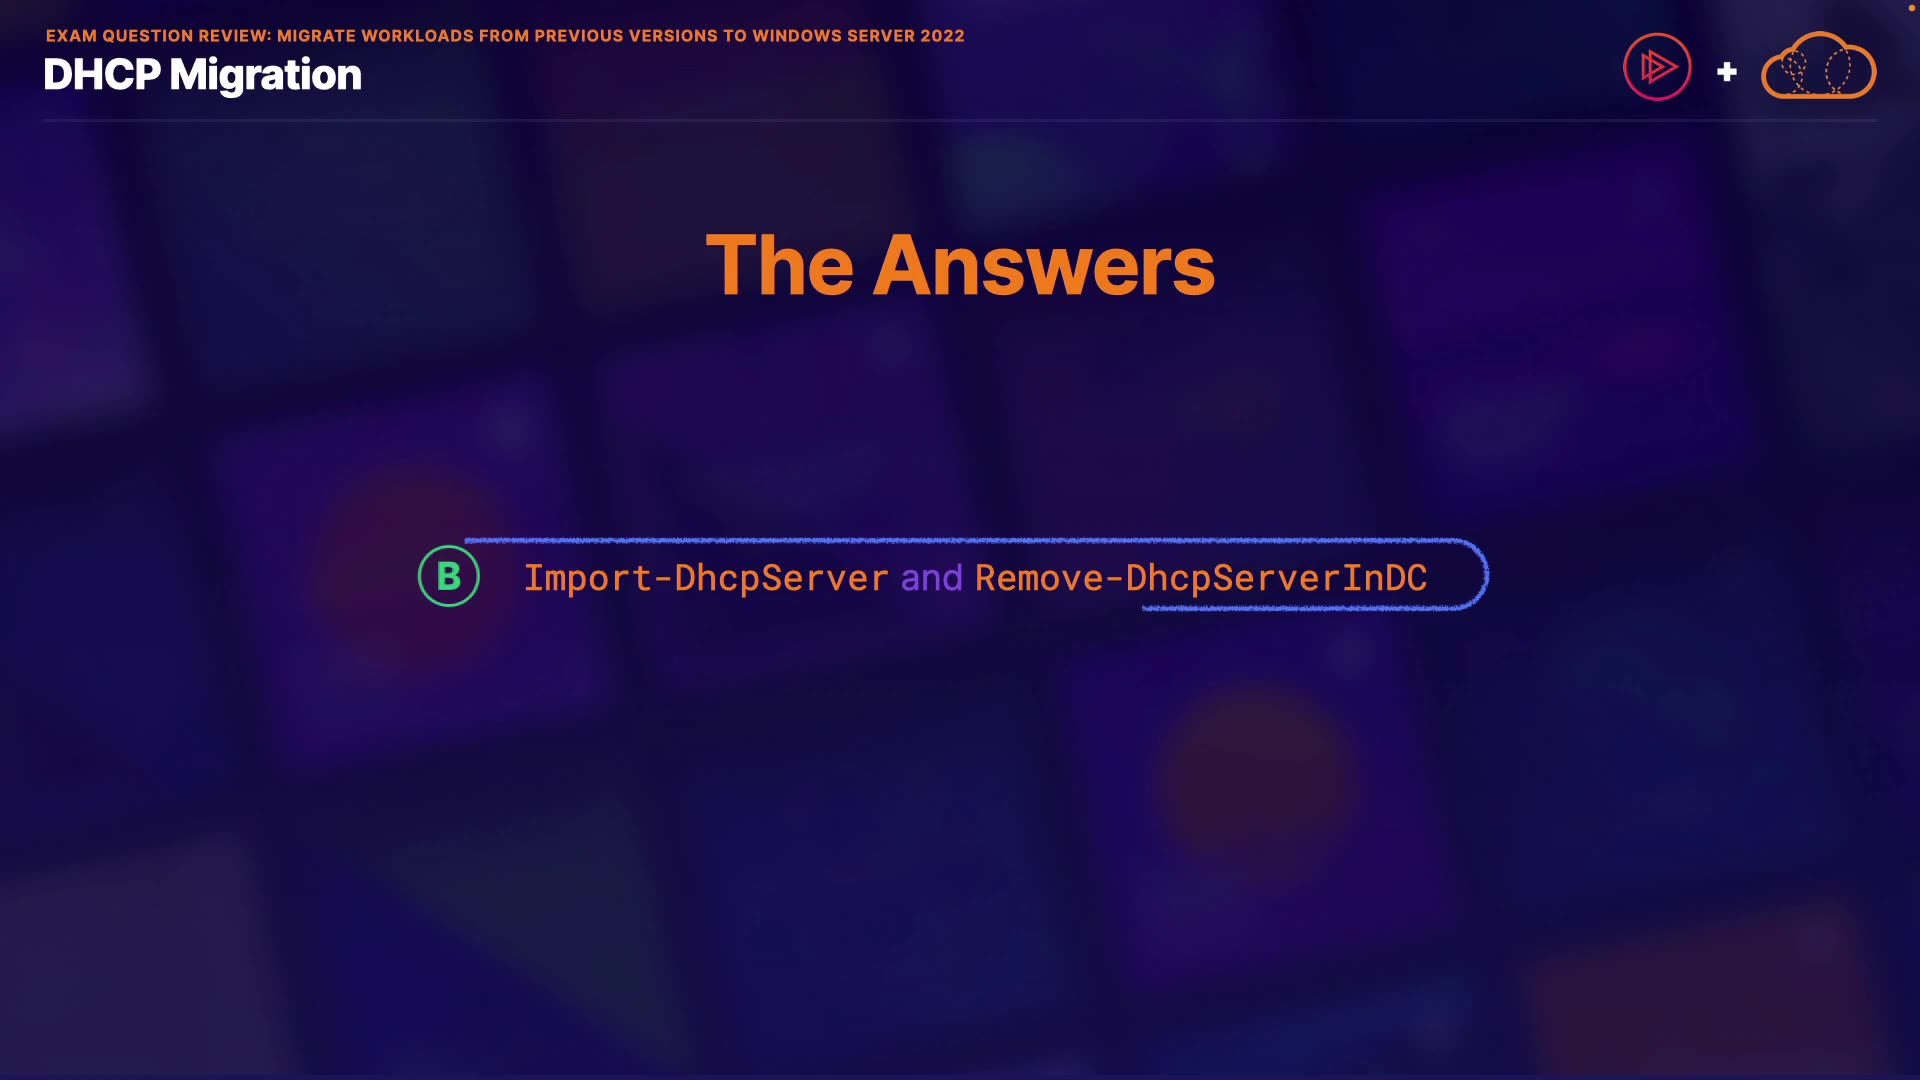 EXAM QUESTION REVIEW: MIGRATE WORKLOADS FROM PREVIOUS VERSIONS TO WINDOWS SERVER 2022
DHCP Migration
The Answers
B Import-DhcpServer and Remove-DhcpServerInDC